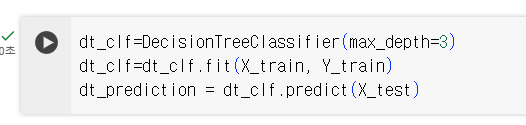 0초
dt_clf=DecisionTreeClassifier(max_depth=3)
dt_clf=dt_clf.fit(X_train, Y_train)
dt_prediction = dt_clf.predict(X_test)